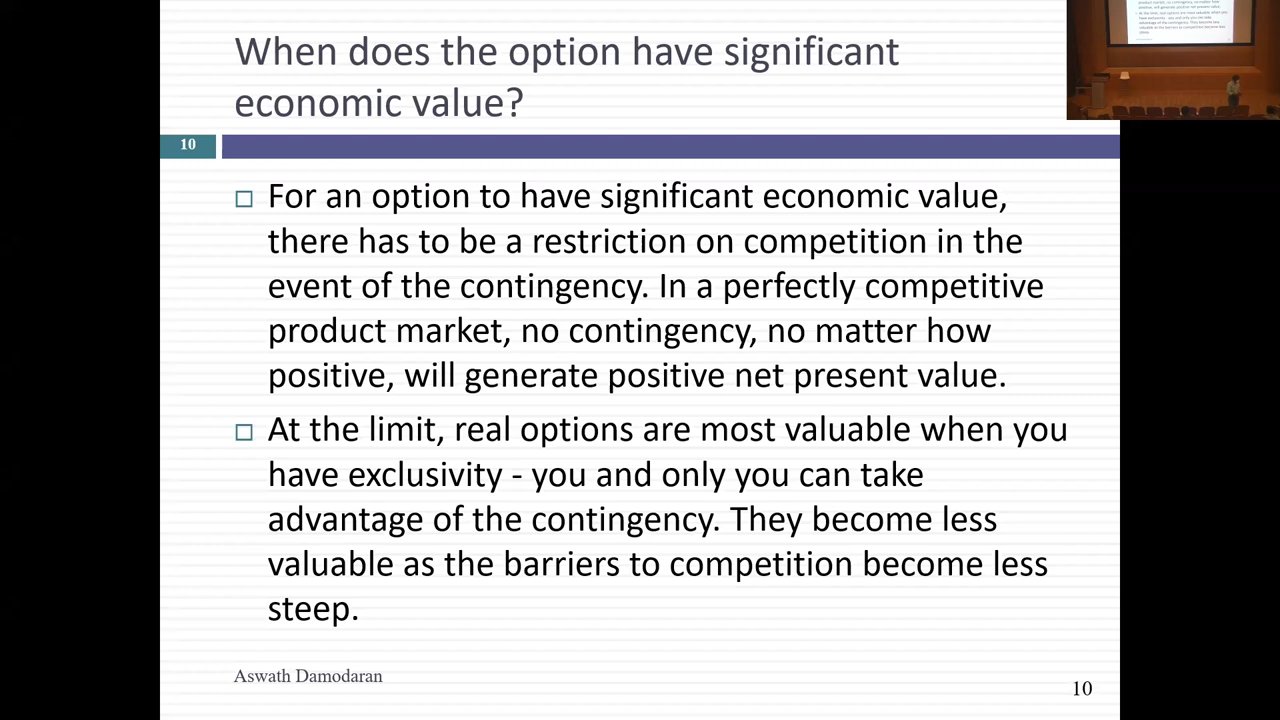 When does the option have significant
economic value?
10
□ For an option to have significant economic value,
there has to be a restriction on competition in the
event of the contingency. In a perfectly competitive
product market, no contingency, no matter how
positive, will generate positive net present value.
□ At the limit, real options are most valuable when you
have exclusivity - you and only you can take
advantage of the contingency. They become less
valuable as the barriers to competition become less
steep.
Aswath Damodaran
10